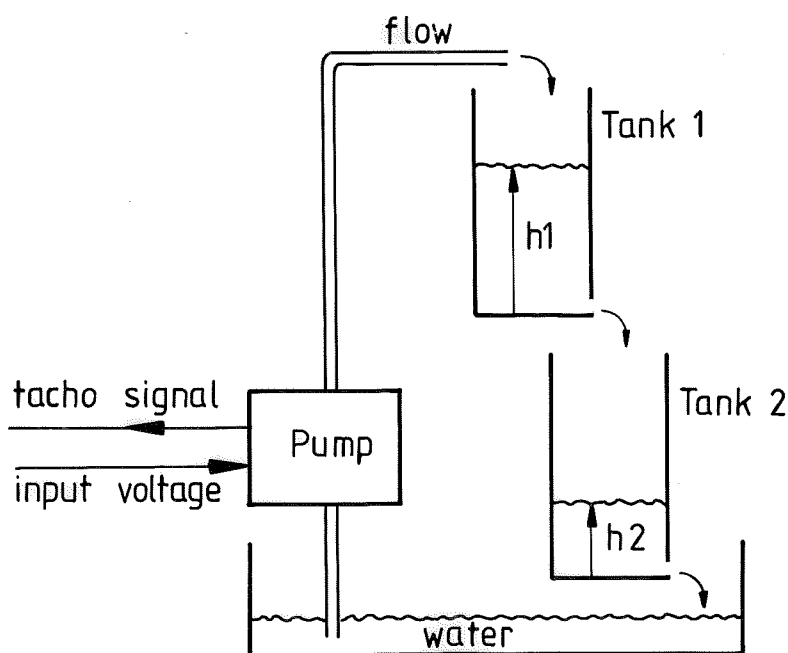 flow
Tank 1
h1
tacho signal
Pump
input voltage
Tank 2
h2
water